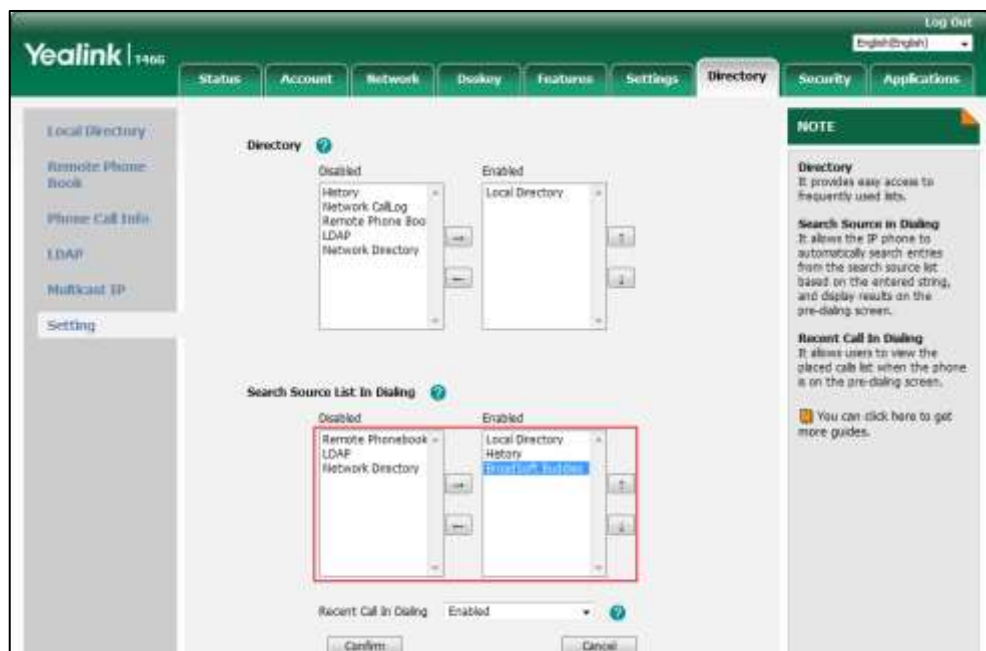 Log Out
Yealink T46G
English(English)
Status Account Network Dsskey Features Settings Directory Security Applications
Local Directory
Remote Phone
Book
Phone Call Info
LDAP
Multicast IP
Setting
Directory ?
Disabled Enabled
History
Network CallLog
Remote Phone Boo
LDAP
Network Directory
Local Directory
→
←
↑
↓
Search Source List In Dialing ?
Disabled Enabled
Remote Phonebook
LDAP
Network Directory
Local Directory
History
BroadSoft Buddies
→
←
↑
↓
Recent Call In Dialing Enabled ?
Confirm Cancel
NOTE
Directory
It provides easy access to
frequently used lists.
Search Source in Dialing
It allows the IP phone to
automatically search entries
from the search source list
based on the entered string,
and display results on the
pre-dialing screen.
Recent Call In Dialing
It allows users to view the
placed calls list when the phone
is on the pre-dialing screen.
You can click here to get
more guides.